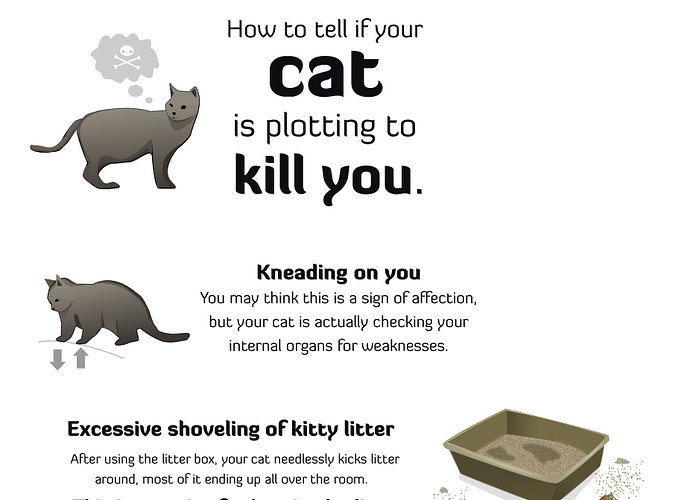 How to tell if your
cat
is plotting to
kill you.
Kneading on you
You may think this is a sign of affection,
but your cat is actually checking your
internal organs for weaknesses.
Excessive shoveling of kitty litter
After using the litter box, your cat needlessly kicks litter
around, most of it ending up all over the room.